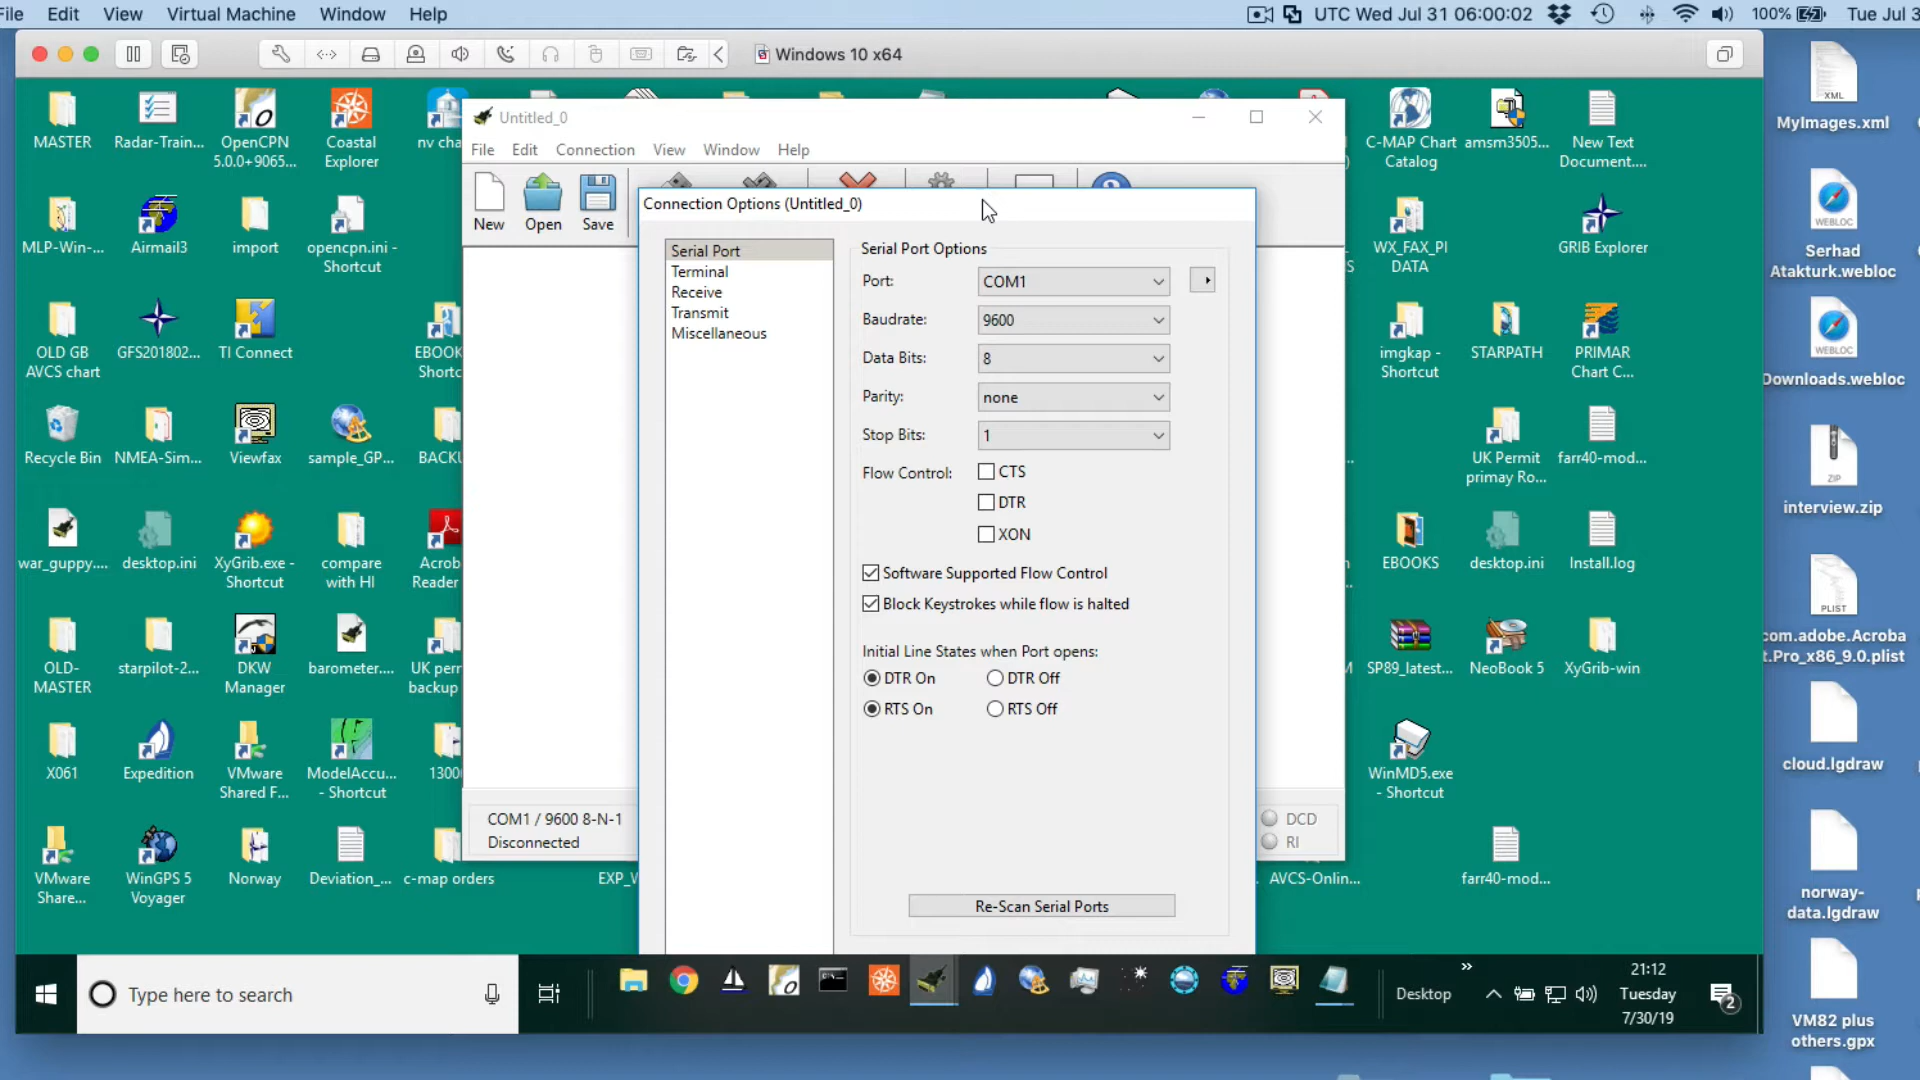 File Edit View Virtual Machine Window Help
UTC Wed Jul 31 06:00:02
100%
Tue Jul 3
Windows 10 x64
MASTER
Radar-Train...
OpenCPN
5.0.0+9065...
Coastal
Explorer
nv cha
MLP-Win-...
Airmail3
import
opencpn.ini -
Shortcut
OLD GB
AVCS chart
GFS201802...
TI Connect
EBOOK
Shortc
Recycle Bin
NMEA-Sim...
Viewfax
sample_GP...
BACKU
war_guppy....
desktop.ini
XyGrib.exe -
Shortcut
compare
with HI
Acrob
Reader
OLD-
MASTER
starpilot-2...
DKW
Manager
barometer....
UK perm
backup
X061
Expedition
VMware
Shared F...
ModelAccu...
- Shortcut
1300
VMware
Share...
WinGPS 5
Voyager
Norway
Deviation_...
c-map orders
EXP_V
Untitled_0
File Edit Connection View Window Help
New Open Save
COM1 / 9600 8-N-1
Disconnected
DCD
RI
Connection Options (Untitled_0)
Serial Port
Terminal
Receive
Transmit
Miscellaneous
Serial Port Options
Port: COM1
Baudrate: 9600
Data Bits: 8
Parity: none
Stop Bits: 1
Flow Control: CTS
DTR
XON
Software Supported Flow Control
Block Keystrokes while flow is halted
Initial Line States when Port opens:
DTR On DTR Off
RTS On RTS Off
Re-Scan Serial Ports
C-MAP Chart
Catalog
amsm3505...
New Text
Document....
WX_FAX_PI
DATA
GRIB Explorer
imgkap -
Shortcut
STARPATH
PRIMAR
Chart C...
UK Permit
primay Ro...
farr40-mod...
EBOOKS
desktop.ini
Install.log
SP89_latest...
NeoBook 5
XyGrib-win
WinMD5.exe
- Shortcut
AVCS-Onlin...
farr40-mod...
XML
MyImages.xml
WEBLOC
Serhad
Atakturk.webloc
WEBLOC
Downloads.webloc
ZIP
interview.zip
PLIST
com.adobe.Acroba
t.Pro_x86_9.0.plist
cloud.lgdraw
norway-
data.lgdraw
VM82 plus
others.gpx
Type here to search
Desktop
21:12
Tuesday
7/30/19
2